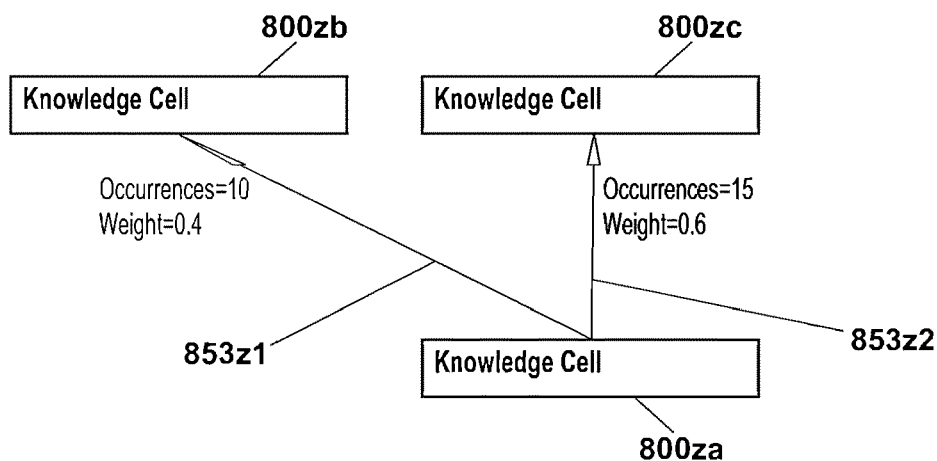 800zb
800zc
Knowledge Cell
Knowledge Cell
Occurrences=10
Weight=0.4
Occurrences=15
Weight=0.6
853z1
853z2
Knowledge Cell
800za